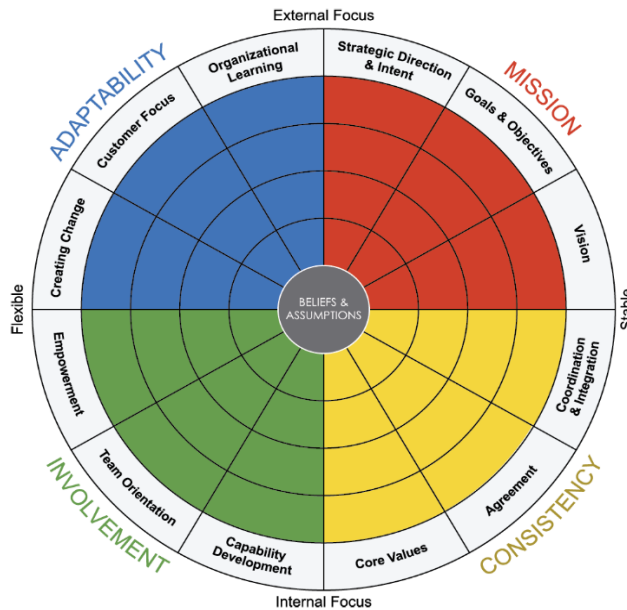 External Focus
ADAPTABILITY
MISSION
Organizational
Learning
Strategic Direction
& Intent
Customer Focus
Goals & Objectives
Creating Change
Vision
Flexible
Stable
BELIEFS &
ASSUMPTIONS
Empowerment
Coordination
& Integration
Team Orientation
Agreement
Capability
Development
Core Values
INVOLVEMENT
CONSISTENCY
Internal Focus